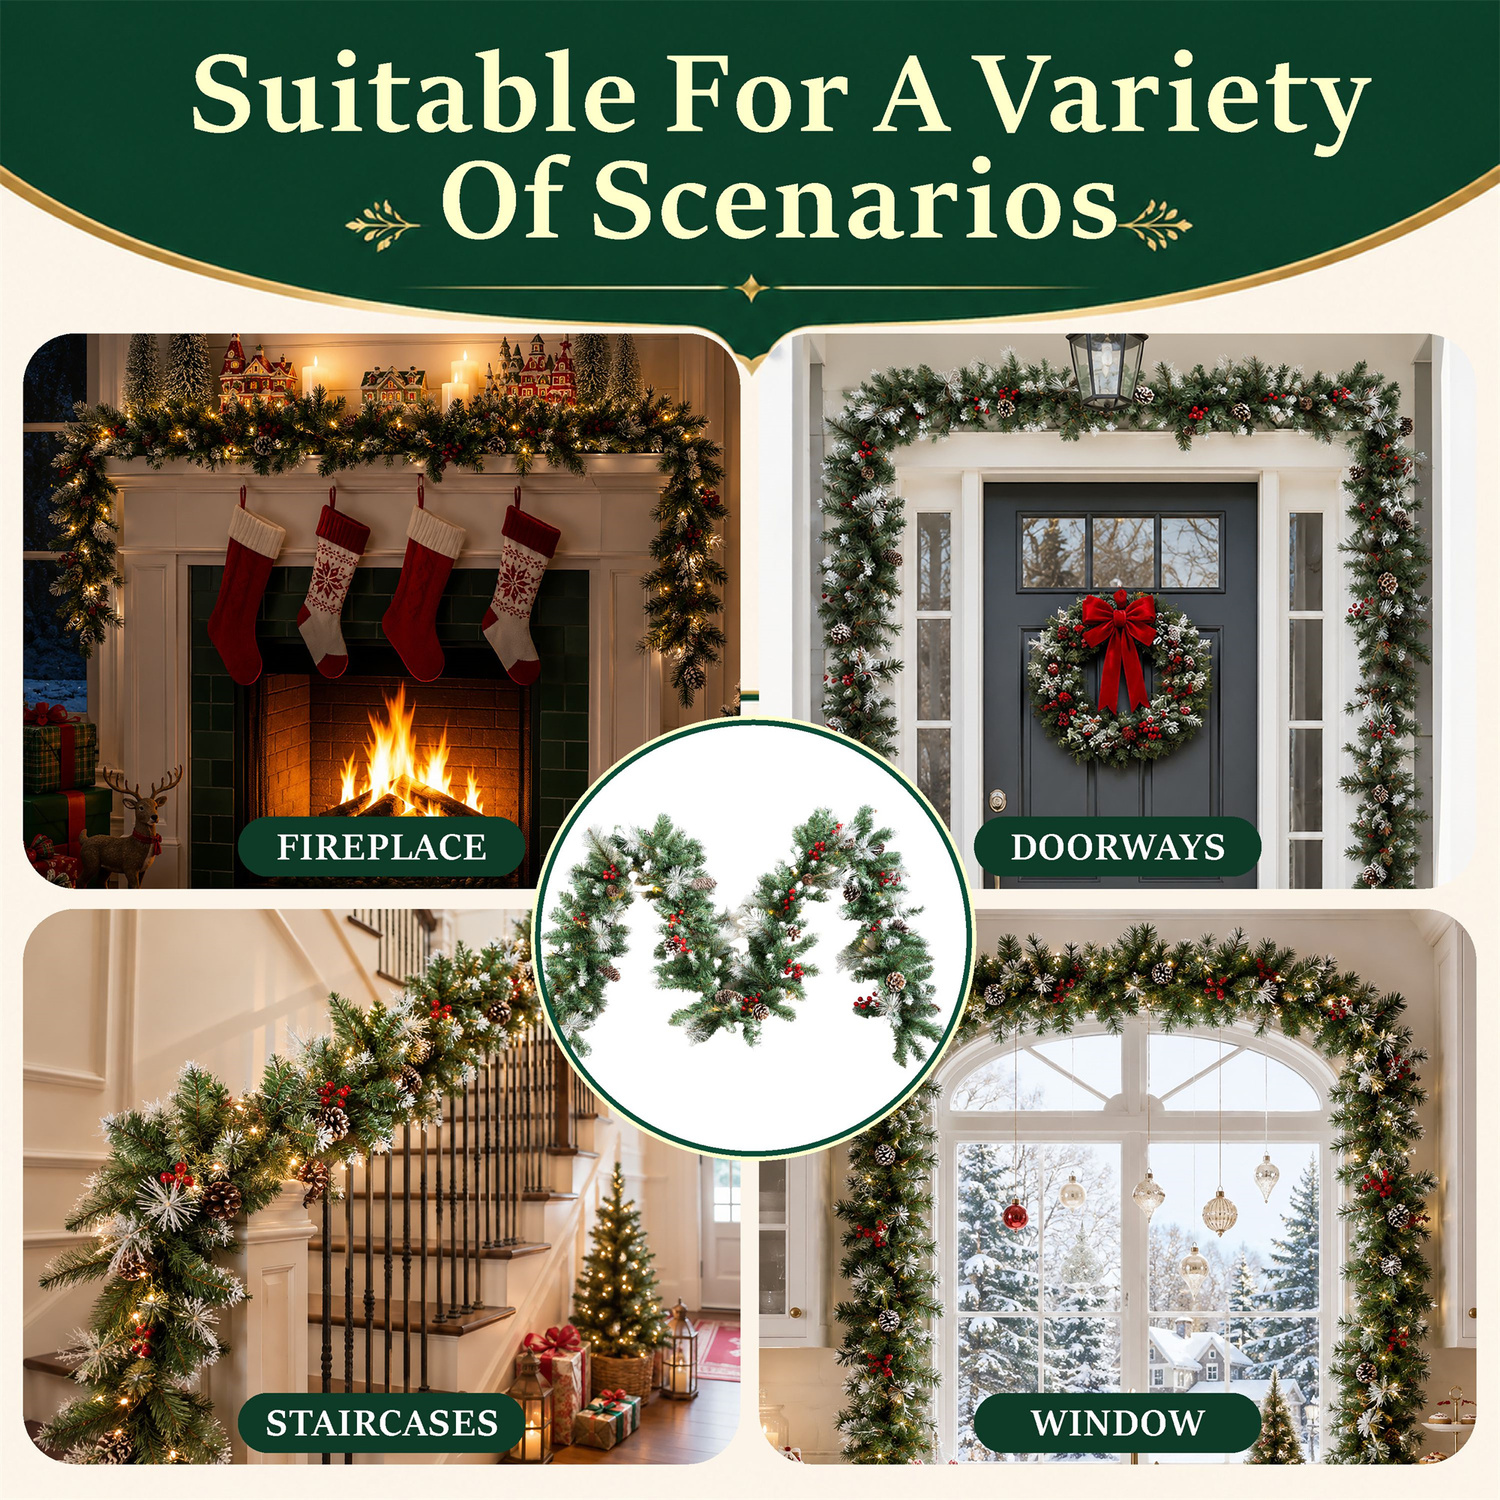 Suitable For A Variety
Of Scenarios
FIREPLACE
DOORWAYS
STAIRCASES
WINDOW